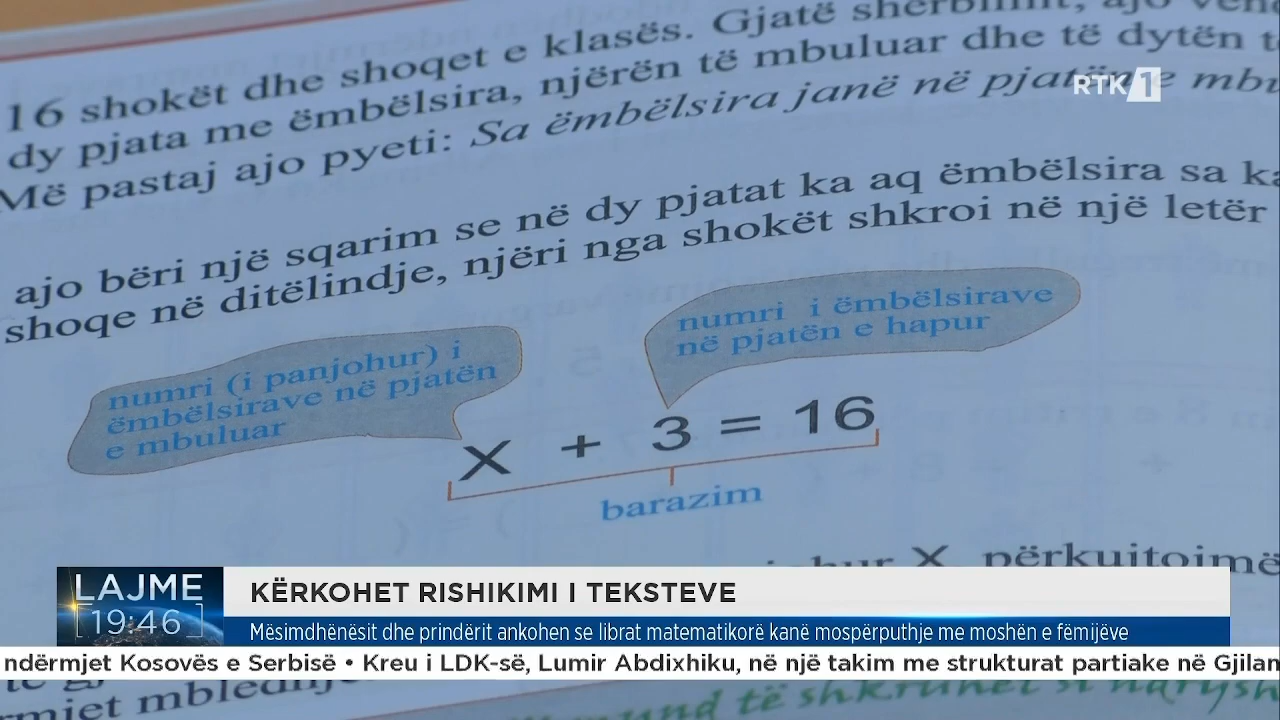 16 shokët dhe shoqet e klasës. Gjatë shërbimit, ajo
dy pjata me ëmbëlsira, njërën të mbuluar dhe të dytën
Më pastaj ajo pyeti: Sa ëmbëlsira janë në pjatën e
RTK 1
ajo bëri një sqarim se në dy pjatat ka aq ëmbëlsira sa
shoqe në ditëlindje, njëri nga shokët shkroi në një letër
numri i ëmbëlsirave
në pjatën e hapur
numri (i panjohur) i
ëmbëlsirave në pjatën
e mbuluar
X + 3 = 16
barazim
X përkujtojmë
LAJME
19:46
KËRKOHET RISHIKIMI I TEKSTEVE
Mësimdhënësit dhe prindërit ankohen se librat matematikorë kanë mospërputhje me moshën e fëmijëve
ndërmjet Kosovës e Serbisë • Kreu i LDK-së, Lumir Abdixhiku, në një takim me strukturat partiake në Gjilan
të shkruhet si